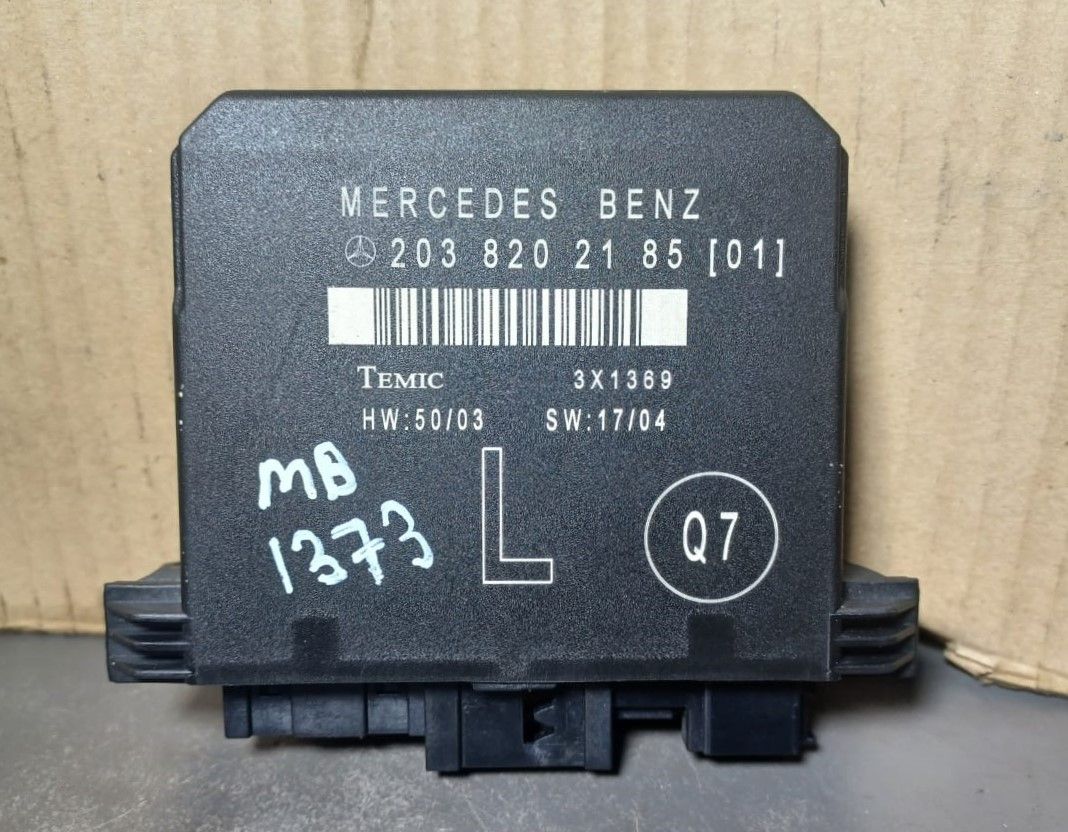 MERCEDES BENZ
203 820 21 85 [01]
TEMIC 3X1369
HW:50/03 SW:17/04
MB
1373
L
Q7